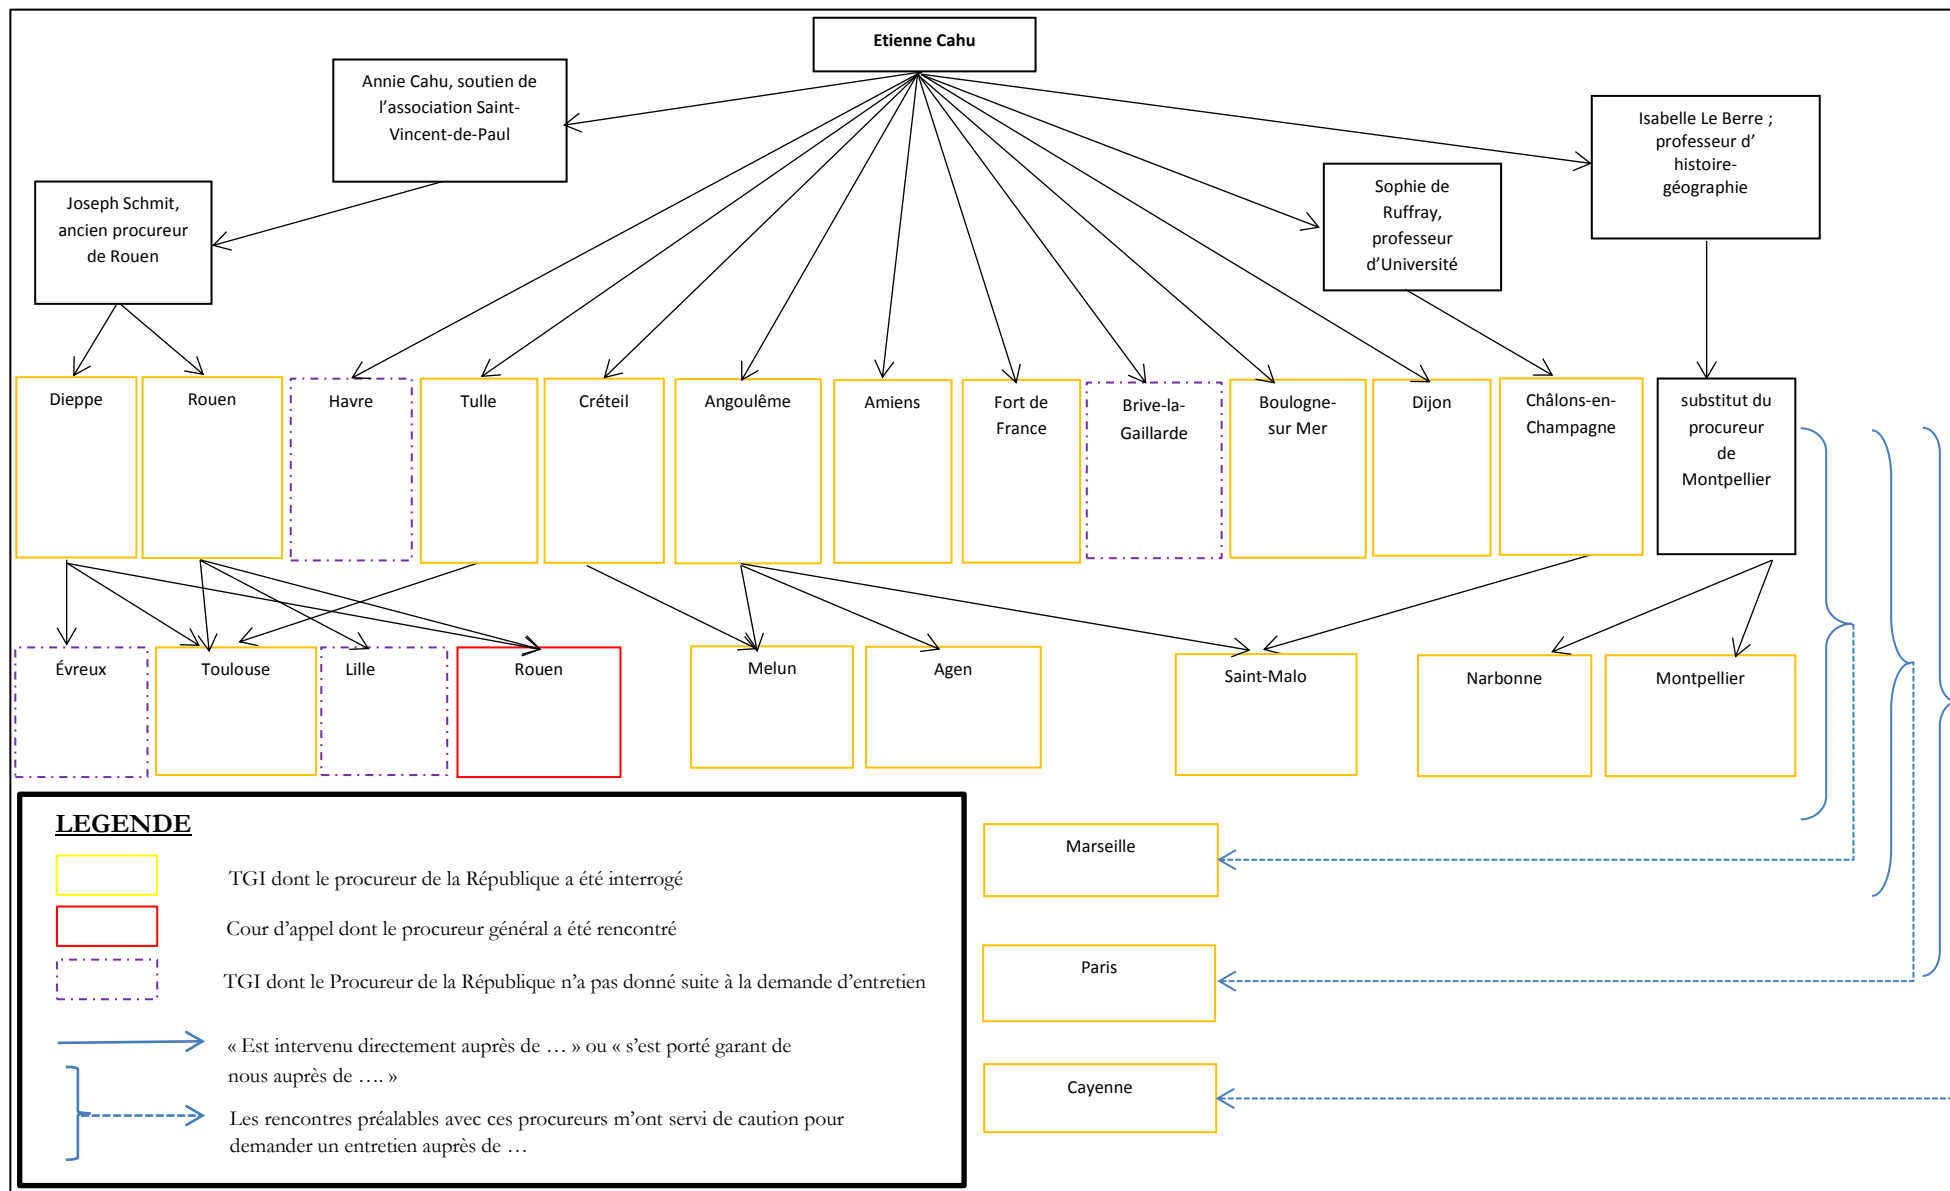 Etienne Cahu
Annie Cahu, soutien de
l’association Saint-
Vincent-de-Paul
Isabelle Le Berre ;
professeur d’
histoire-
géographie
Joseph Schmit,
ancien procureur
de Rouen
Sophie de
Ruffray,
professeur
d’Université
Dieppe
Rouen
Havre
Tulle
Créteil
Angoulême
Amiens
Fort de
France
Brive-la-
Gaillarde
Boulogne-
sur Mer
Dijon
Châlons-en-
Champagne
substitut du
procureur
de
Montpellier
Évreux
Toulouse
Lille
Rouen
Melun
Agen
Saint-Malo
Narbonne
Montpellier
LEGENDE
TGI dont le procureur de la République a été interrogé
Cour d’appel dont le procureur général a été rencontré
TGI dont le Procureur de la République n’a pas donné suite à la demande d’entretien
« Est intervenu directement auprès de … » ou « s’est porté garant de
nous auprès de …. »
Les rencontres préalables avec ces procureurs m’ont servi de caution pour
demander un entretien auprès de …
Marseille
Paris
Cayenne